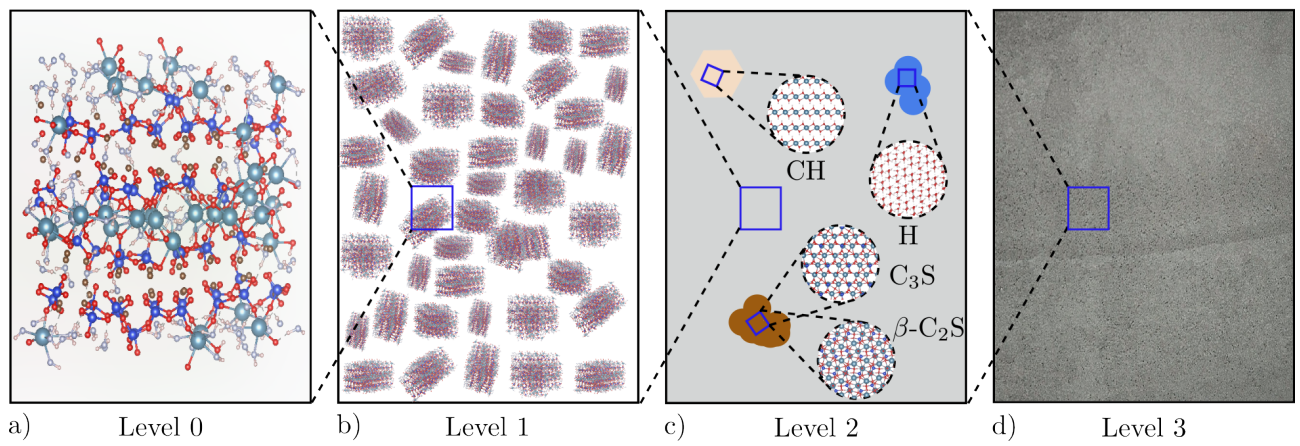 CH
H
C₃S
β-C₂S
a) Level 0
b) Level 1
c) Level 2
d) Level 3